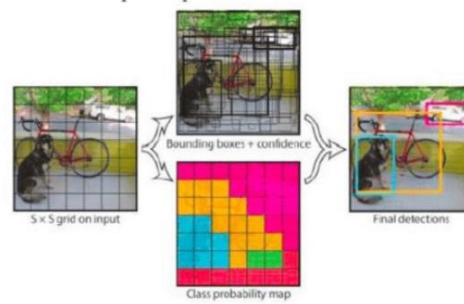 Bounding boxes + confidence
S × S grid on input
Final detections
Class probability map